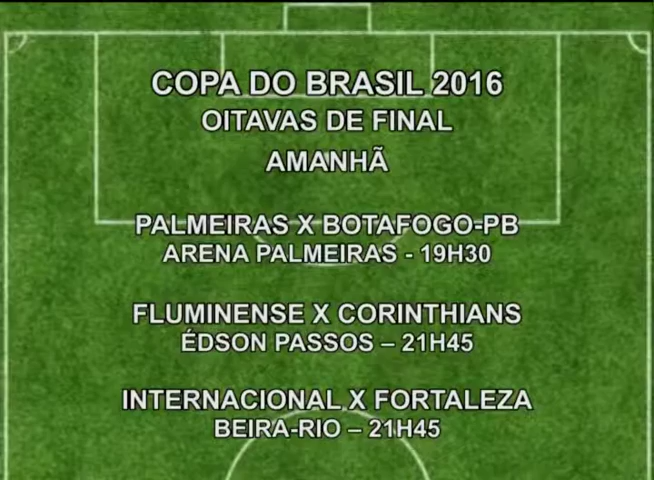 COPA DO BRASIL 2016
OITAVAS DE FINAL
AMANHÃ
PALMEIRAS X BOTAFOGO-PB
ARENA PALMEIRAS - 19H30
FLUMINENSE X CORINTHIANS
ÉDSON PASSOS – 21H45
INTERNACIONAL X FORTALEZA
BEIRA-RIO – 21H45